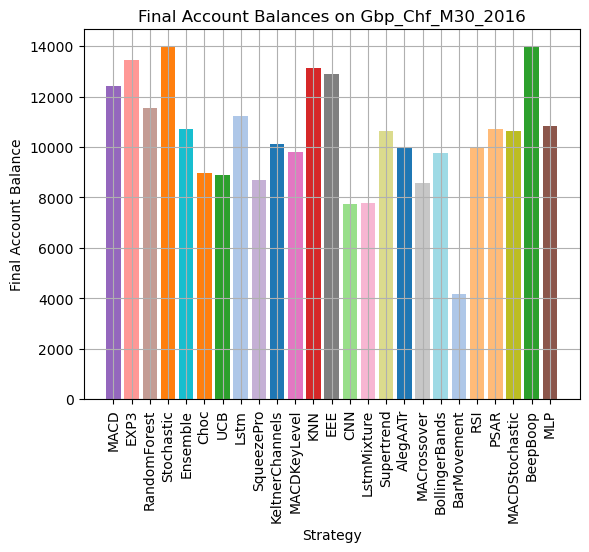 Final Account Balances on Gbp_Chf_M30_2016
Final Account Balance
14000
12000
10000
8000
6000
4000
2000
0
MACD
EXP3
RandomForest
Stochastic
Ensemble
Choc
UCB
Lstm
SqueezePro
KeltnerChannels
MACDKeyLevel
KNN
EEE
CNN
LstmMixture
Supertrend
AlegAATr
MACrossover
BollingerBands
BarMovement
RSI
PSAR
MACDStochastic
BeepBoop
MLP
Strategy